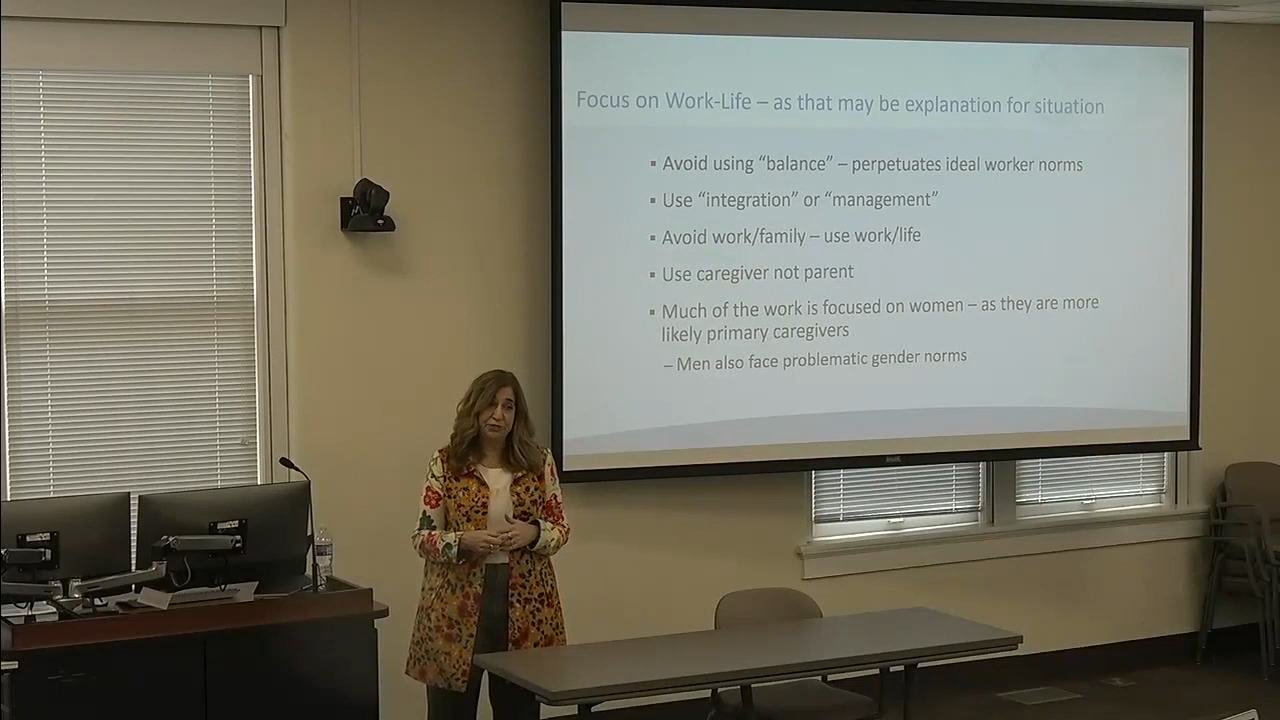 Focus on Work-Life – as that may be explanation for situation
▪ Avoid using “balance” – perpetuates ideal worker norms
▪ Use “integration” or “management”
▪ Avoid work/family – use work/life
▪ Use caregiver not parent
▪ Much of the work is focused on women – as they are more
likely primary caregivers
– Men also face problematic gender norms